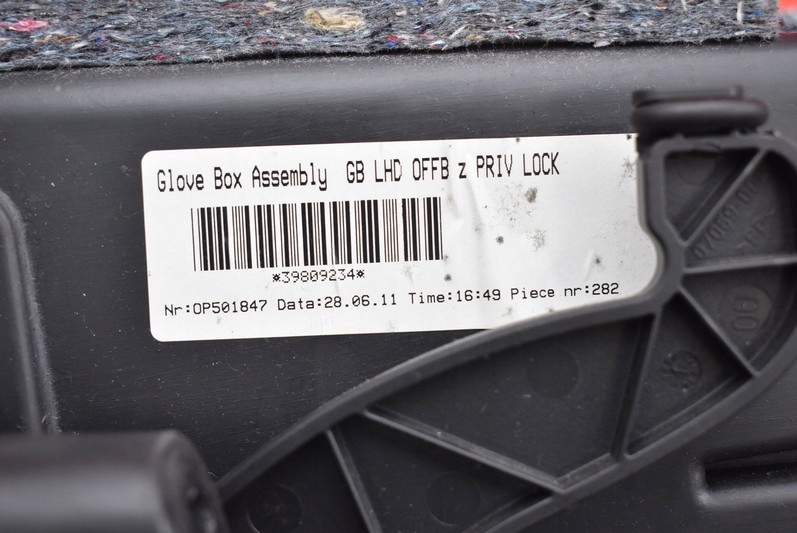 Glove Box Assembly GB LHD OFFB z PRIV LOCK
*39809234*
Nr:OP501847 Data:28.06.11 Time:16:49 Piece nr:282